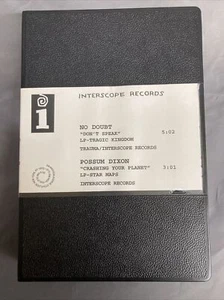 INTERSCOPE RECORDS
i
NO DOUBT
"DON'T SPEAK" 5:02
LP-TRAGIC KINGDOM
TRAUMA/INTERSCOPE RECORDS
POSSUM DIXON
"CRASHING YOUR PLANET" 3:01
LP-STAR MAPS
INTERSCOPE RECORDS